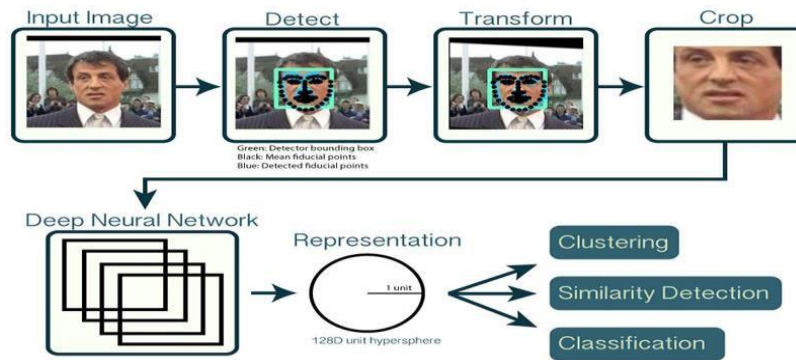 Input Image
Detect
Transform
Crop
Green: Detector bounding box
Black: Mean fiducial points
Blue: Detected fiducial points
Deep Neural Network
Representation
1 unit
128D unit hypersphere
Clustering
Similarity Detection
Classification